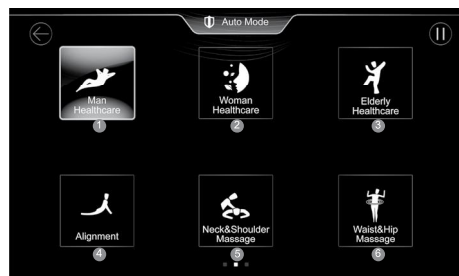 Auto Mode
Man
Healthcare
1
Woman
Healthcare
2
Elderly
Healthcare
3
Alignment
4
Neck&Shoulder
Massage
5
Waist&Hip
Massage
6